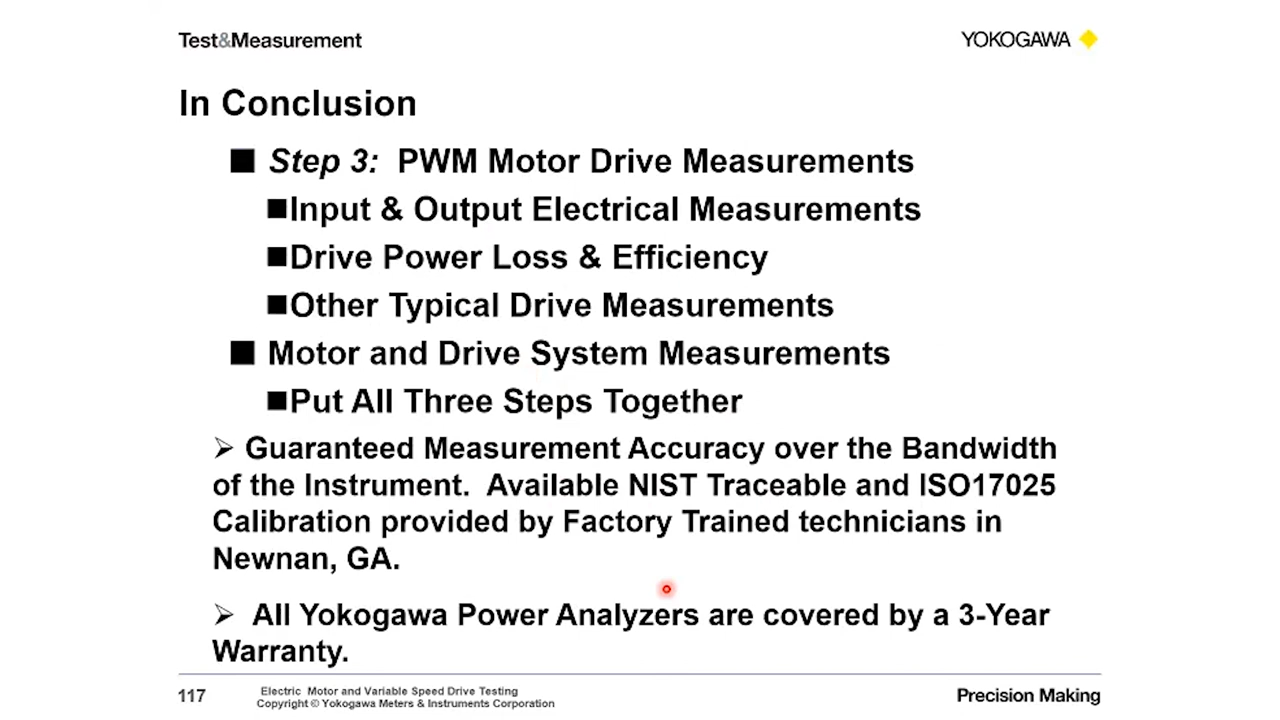 Test&Measurement
YOKOGAWA
In Conclusion
■ Step 3: PWM Motor Drive Measurements
■Input & Output Electrical Measurements
■Drive Power Loss & Efficiency
■Other Typical Drive Measurements
■ Motor and Drive System Measurements
■Put All Three Steps Together
➢ Guaranteed Measurement Accuracy over the Bandwidth
of the Instrument. Available NIST Traceable and ISO17025
Calibration provided by Factory Trained technicians in
Newnan, GA.
➢ All Yokogawa Power Analyzers are covered by a 3-Year
Warranty.
117
Electric Motor and Variable Speed Drive Testing
Copyright © Yokogawa Meters & Instruments Corporation
Precision Making